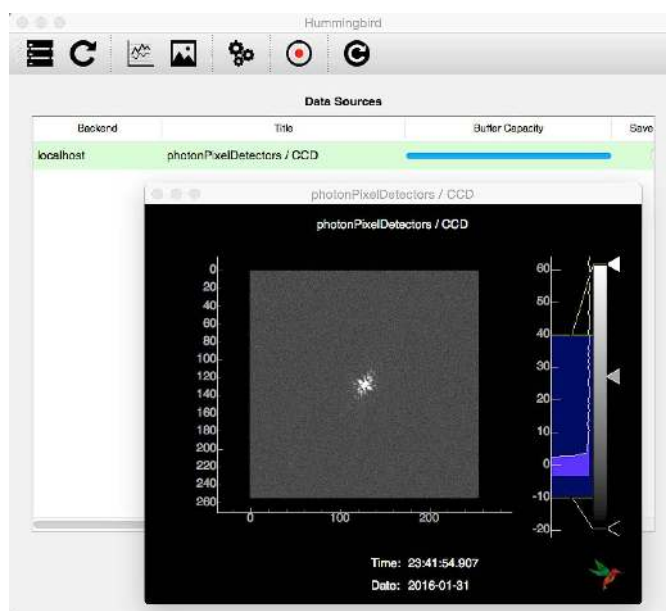 Hummingbird
Data Sources
Backend Title Buffer Capacity Save
localhost photonPixelDetectors / CCD
photonPixelDetectors / CCD
photonPixelDetectors / CCD
0
20
40
60
80
100
120
140
160
180
200
220
240
260
0 100 200
60
50
40
30
20
10
0
-10
-20
Time: 23:41:54.907
Date: 2016-01-31